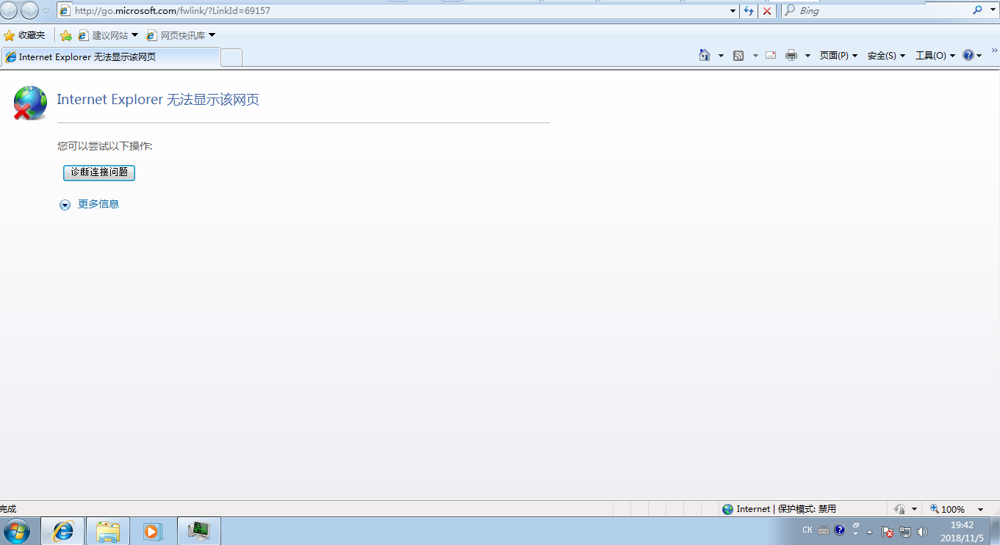 http://go.microsoft.com/fwlink/?LinkId=69157
Bing
收藏夹
建议网站
网页快讯库
Internet Explorer 无法显示该网页
页面(P)
安全(S)
工具(O)
Internet Explorer 无法显示该网页
您可以尝试以下操作:
诊断连接问题
更多信息
完成
Internet | 保护模式: 禁用
100%
CH
19:42
2018/11/5